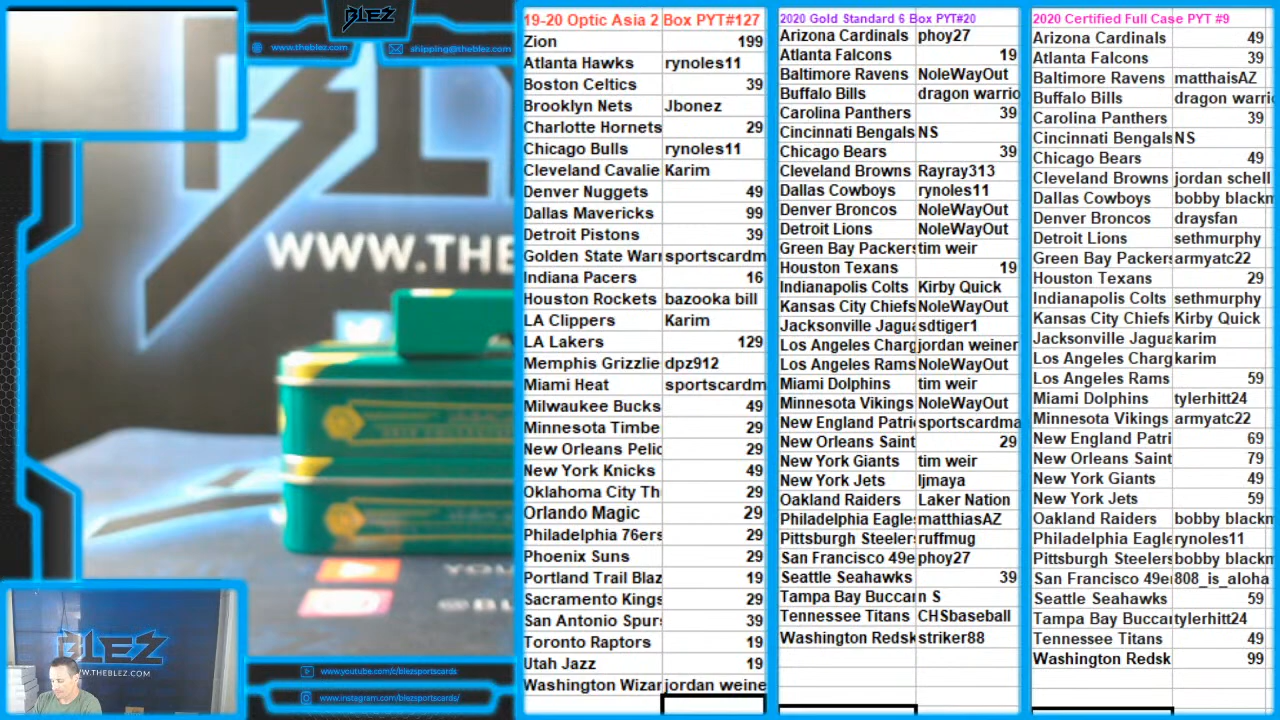 BLEZ
www.theblez.com
shipping@theblez.com
WWW.THE
19-20 Optic Asia 2 Box PYT#127
Zion 199
Atlanta Hawks rynoles11
Boston Celtics 39
Brooklyn Nets Jbonez
Charlotte Hornets 29
Chicago Bulls rynoles11
Cleveland Cavalie Karim
Denver Nuggets 49
Dallas Mavericks 99
Detroit Pistons 39
Golden State Warr sportscardm
Indiana Pacers 16
Houston Rockets bazooka bill
LA Clippers Karim
LA Lakers 129
Memphis Grizzlie dpz912
Miami Heat sportscardm
Milwaukee Bucks 49
Minnesota Timbe 29
New Orleans Pelic 29
New York Knicks 49
Oklahoma City Th 29
Orlando Magic 29
Philadelphia 76ers 29
Phoenix Suns 29
Portland Trail Blaz 19
Sacramento Kings 29
San Antonio Spurs 39
Toronto Raptors 19
Utah Jazz 19
Washington Wizar jordan weine
2020 Gold Standard 6 Box PYT#20
Arizona Cardinals phoy27
Atlanta Falcons 19
Baltimore Ravens NoleWayOut
Buffalo Bills dragon warrio
Carolina Panthers 39
Cincinnati Bengals NS
Chicago Bears 39
Cleveland Browns Rayray313
Dallas Cowboys rynoles11
Denver Broncos NoleWayOut
Detroit Lions NoleWayOut
Green Bay Packers tim weir
Houston Texans 19
Indianapolis Colts Kirby Quick
Kansas City Chiefs NoleWayOut
Jacksonville Jagua sdtiger1
Los Angeles Charg jordan weiner
Los Angeles Rams NoleWayOut
Miami Dolphins tim weir
Minnesota Vikings NoleWayOut
New England Patri sportscardma
New Orleans Saint 29
New York Giants tim weir
New York Jets ljmaya
Oakland Raiders Laker Nation
Philadelphia Eagles matthiasAZ
Pittsburgh Steelers ruffmug
San Francisco 49e phoy27
Seattle Seahawks 39
Tampa Bay Buccan n S
Tennessee Titans CHSbaseball
Washington Redsk striker88
2020 Certified Full Case PYT #9
Arizona Cardinals 49
Atlanta Falcons 39
Baltimore Ravens matthaisAZ
Buffalo Bills dragon warric
Carolina Panthers 39
Cincinnati Bengals NS
Chicago Bears 49
Cleveland Browns jordan schell
Dallas Cowboys bobby blackn
Denver Broncos draysfan
Detroit Lions sethmurphy
Green Bay Packers armyatc22
Houston Texans 29
Indianapolis Colts sethmurphy
Kansas City Chiefs Kirby Quick
Jacksonville Jagua karim
Los Angeles Charg karim
Los Angeles Rams 59
Miami Dolphins tylerhitt24
Minnesota Vikings armyatc22
New England Patri 69
New Orleans Saint 79
New York Giants 49
New York Jets 59
Oakland Raiders bobby blackn
Philadelphia Eagle rynoles11
Pittsburgh Steelers bobby blackn
San Francisco 49er 808_is_aloha
Seattle Seahawks 59
Tampa Bay Buccar tylerhitt24
Tennessee Titans 49
Washington Redsk 99
YOU
@BL
BLEZ
WW.THEBLEZ.COM
www.youtube.com/c/blezsportscards
www.instagram.com/blezsportscards/